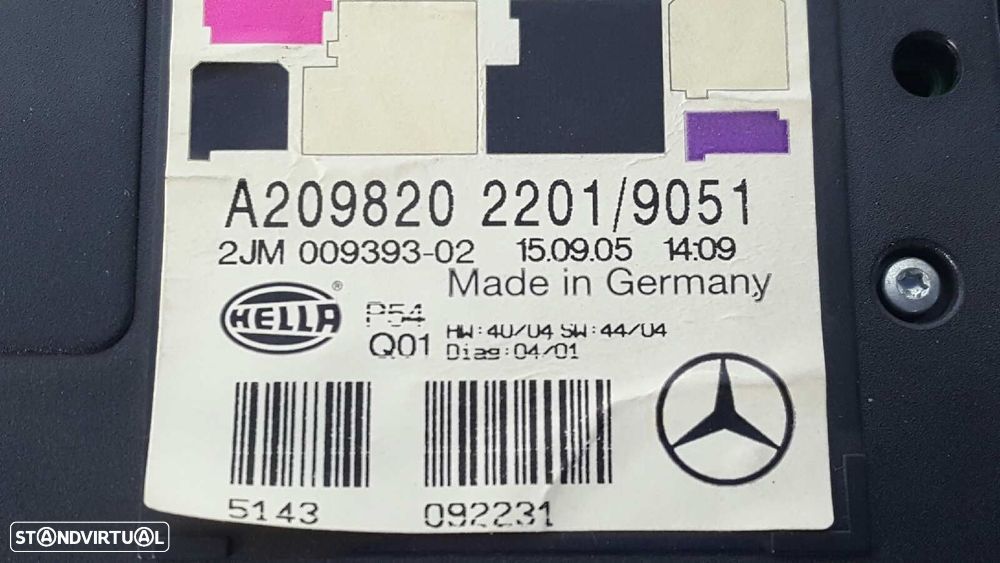 A209820 2201/9051
2JM 009393-02 15.09.05 14:09
Made in Germany
HELLA ®
P54
HW:40/04 SW:44/04
Q01 Diag:04/01
5143 092231
STANDVIRTUAL